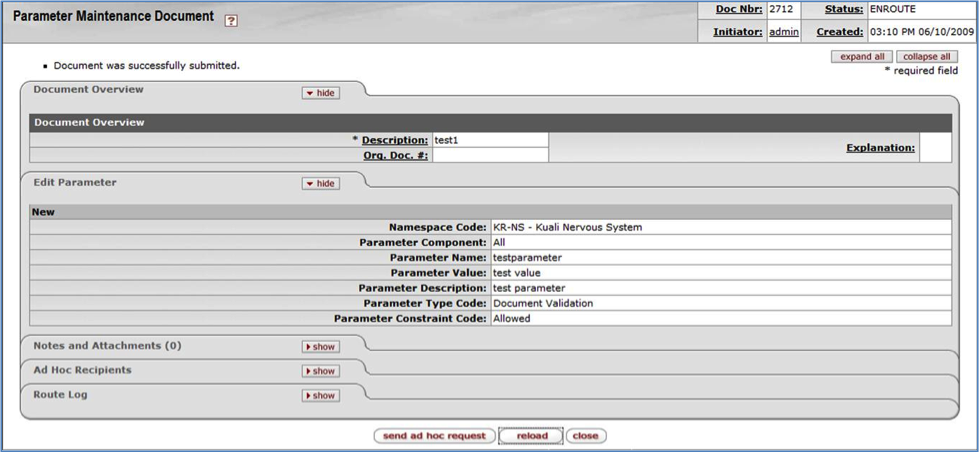 Parameter Maintenance Document ?
Doc Nbr: 2712 Status: ENROUTE
Initiator: admin Created: 03:10 PM 06/10/2009
Document was successfully submitted.
expand all collapse all
* required field
Document Overview hide
Document Overview
* Description: test1
Explanation:
Org. Doc. #:
Edit Parameter hide
New
Namespace Code: KR-NS - Kuali Nervous System
Parameter Component: All
Parameter Name: testparameter
Parameter Value: test value
Parameter Description: test parameter
Parameter Type Code: Document Validation
Parameter Constraint Code: Allowed
Notes and Attachments (0) show
Ad Hoc Recipients show
Route Log show
send ad hoc request reload close